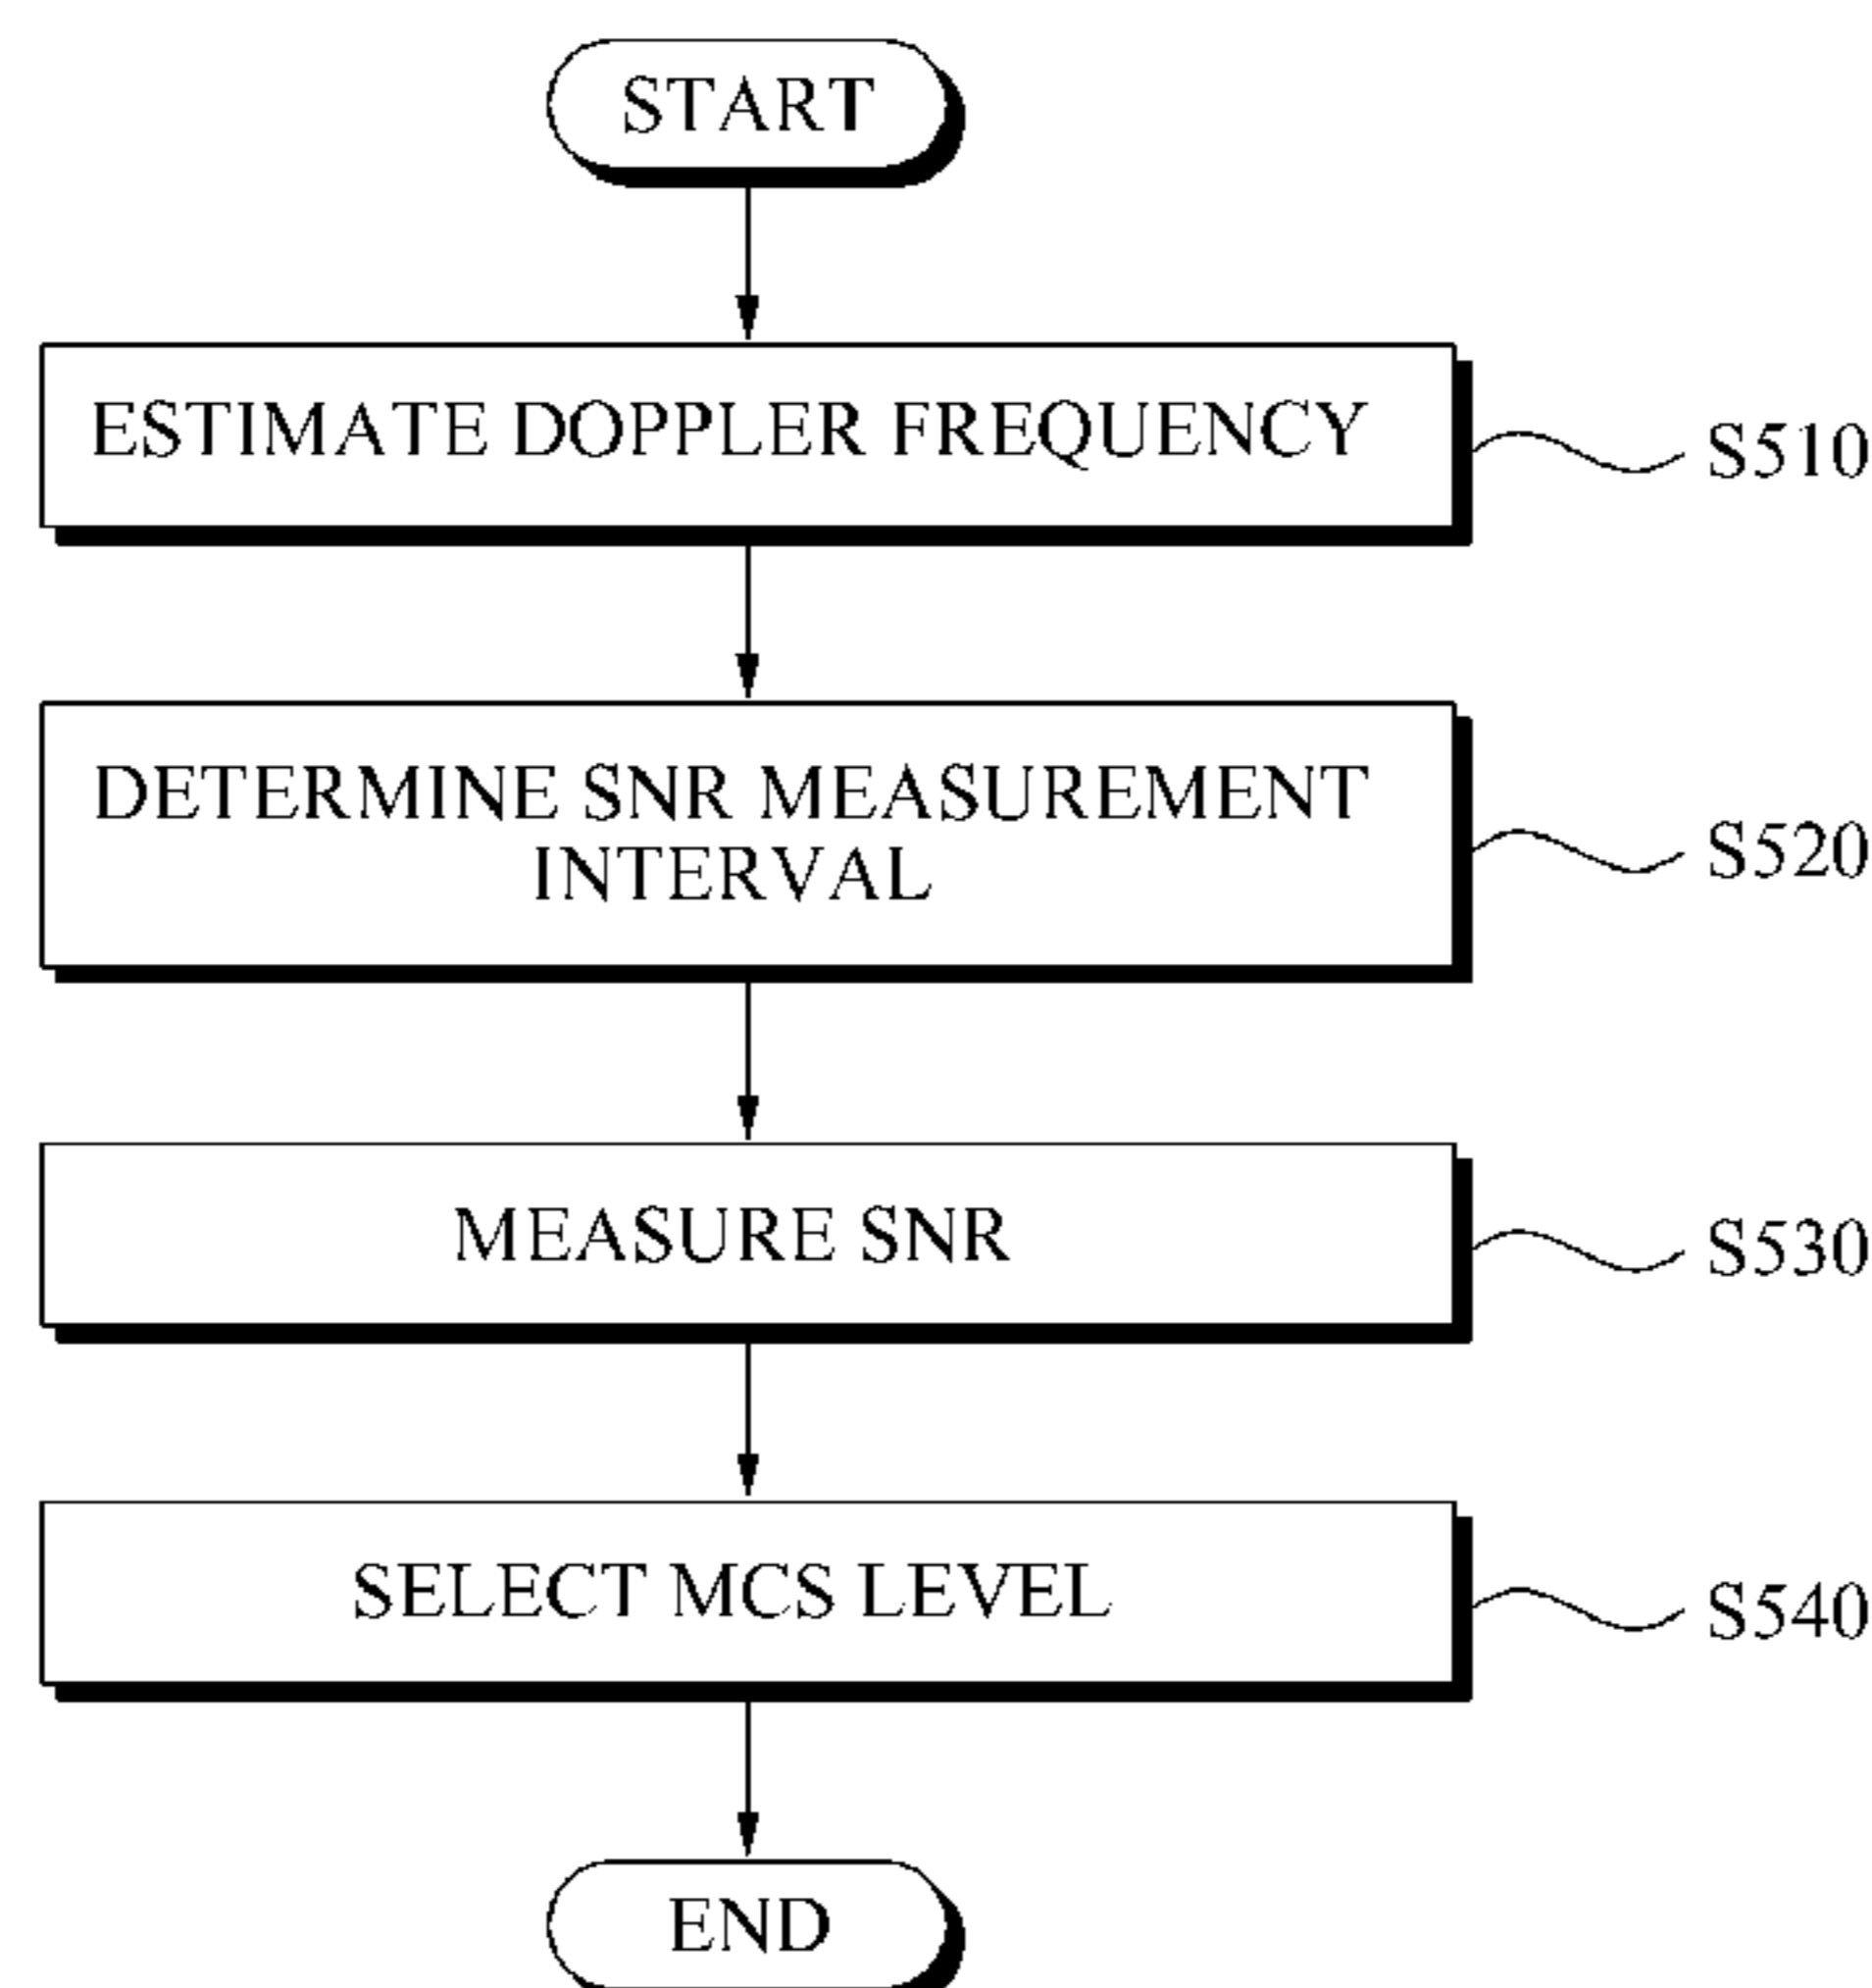 START
ESTIMATE DOPPLER FREQUENCY
S510
DETERMINE SNR MEASUREMENT
INTERVAL
S520
MEASURE SNR
S530
SELECT MCS LEVEL
S540
END